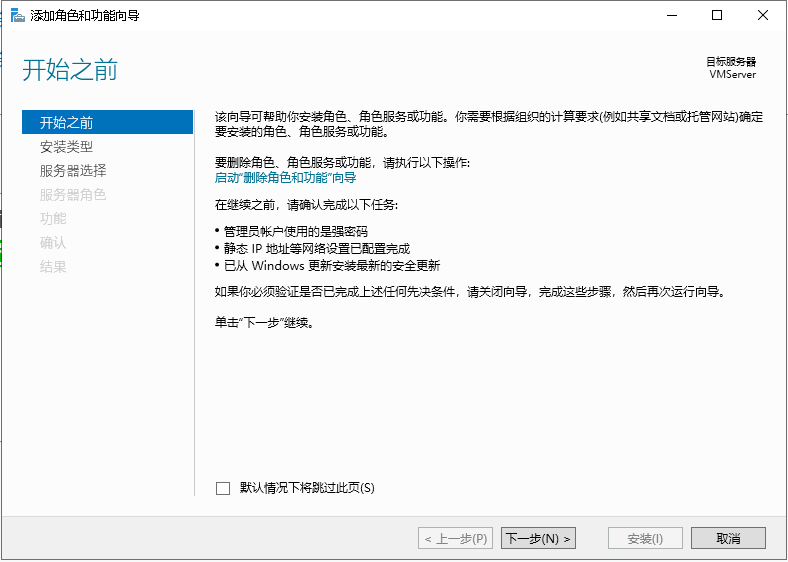 添加角色和功能向导
开始之前
目标服务器
VMServer
开始之前
安装类型
服务器选择
服务器角色
功能
确认
结果
该向导可帮助你安装角色、角色服务或功能。你需要根据组织的计算要求(例如共享文档或托管网站)确定
要安装的角色、角色服务或功能。
要删除角色、角色服务或功能，请执行以下操作:
启动"删除角色和功能"向导
在继续之前，请确认完成以下任务:
• 管理员帐户使用的是强密码
• 静态 IP 地址等网络设置已配置完成
• 已从 Windows 更新安装最新的安全更新
如果你必须验证是否已完成上述任何先决条件，请关闭向导，完成这些步骤，然后再次运行向导。
单击"下一步"继续。
默认情况下将跳过此页(S)
< 上一步(P)
下一步(N) >
安装(I)
取消